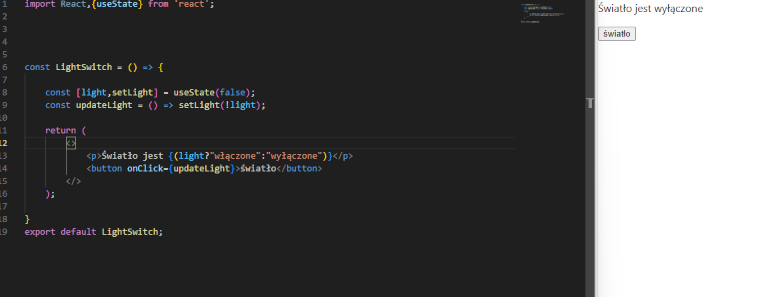 1 import React,{useState} from 'react';
2
3
4
5
6 const LightSwitch = () => {
7
8 const [light,setLight] = useState(false);
9 const updateLight = () => setLight(!light);
10
11 return (
12 <>
13 <p>Światło jest {(light?"włączone":"wyłączone")}</p>
14 <button onClick={updateLight}>światło</button>
15 </>
16 );
17
18 }
19 export default LightSwitch;
Światło jest wyłączone
światło